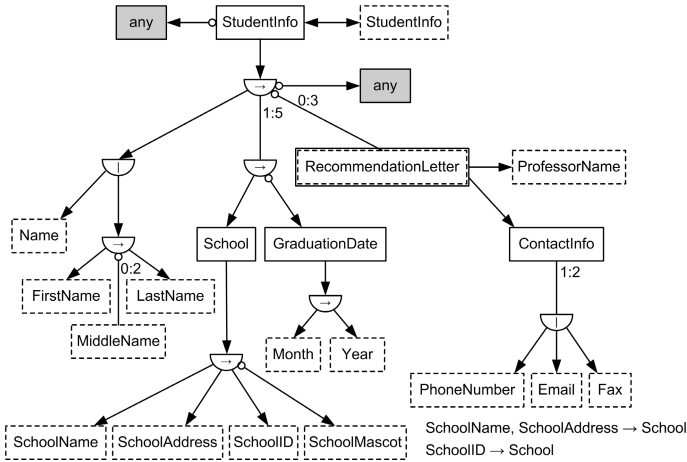 any
StudentInfo
StudentInfo
→
any
0:3
1:5
|
→
RecommendationLetter
ProfessorName
Name
→
School
GraduationDate
ContactInfo
0:2
1:2
FirstName
LastName
→
MiddleName
|
Month
Year
→
PhoneNumber
Email
Fax
SchoolName
SchoolAddress
SchoolID
SchoolMascot
SchoolName, SchoolAddress → School
SchoolID → School